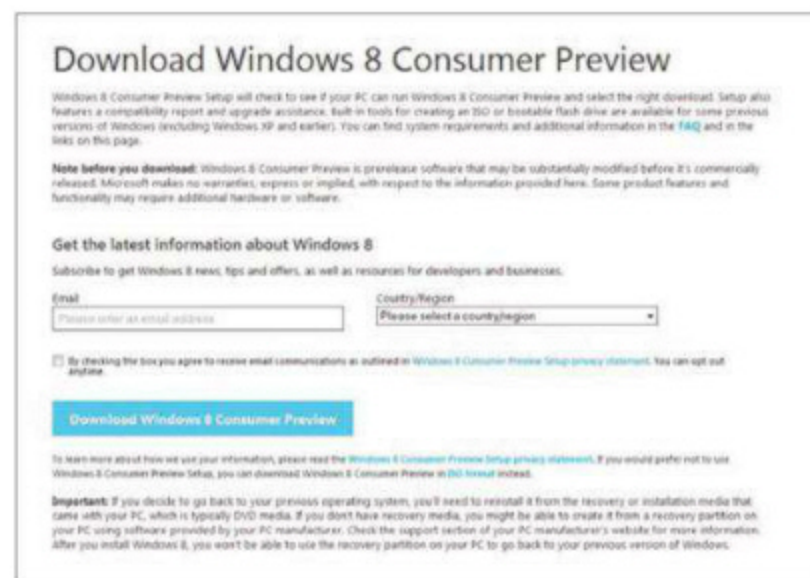 Download Windows 8 Consumer Preview
Windows 8 Consumer Preview Setup will check to see if your PC can run Windows 8 Consumer Preview and select the right download. Setup also
features a compatibility report and upgrade assistance. Built-in tools for creating an ISO or bootable flash drive are available for some previous
versions of Windows (excluding Windows XP and earlier). You can find system requirements and additional information in the FAQ and in the
links on this page.
Note before you download: Windows 8 Consumer Preview is prerelease software that may be substantially modified before it's commercially
released. Microsoft makes no warranties, express or implied, with respect to the information provided here. Some product features and
functionality may require additional hardware or software.
Get the latest information about Windows 8
Subscribe to get Windows 8 news, tips and offers, as well as resources for developers and businesses.
Email Country/Region
Please enter an email address Please select a country/region
By checking the box you agree to receive email communications as outlined in Windows 8 Consumer Preview Setup privacy statement. You can opt out
anytime.
Download Windows 8 Consumer Preview
To learn more about how we use your information, please read the Windows 8 Consumer Preview Setup privacy statement. If you would prefer not to use
Windows 8 Consumer Preview Setup, you can download Windows 8 Consumer Preview in ISO format instead.
Important: If you decide to go back to your previous operating system, you'll need to reinstall it from the recovery or installation media that
came with your PC, which is typically DVD media. If you don't have recovery media, you might be able to create it from a recovery partition on
your PC using software provided by your PC manufacturer. Check the support section of your PC manufacturer's website for more information.
After you install Windows 8, you won't be able to use the recovery partition on your PC to go back to your previous version of Windows.